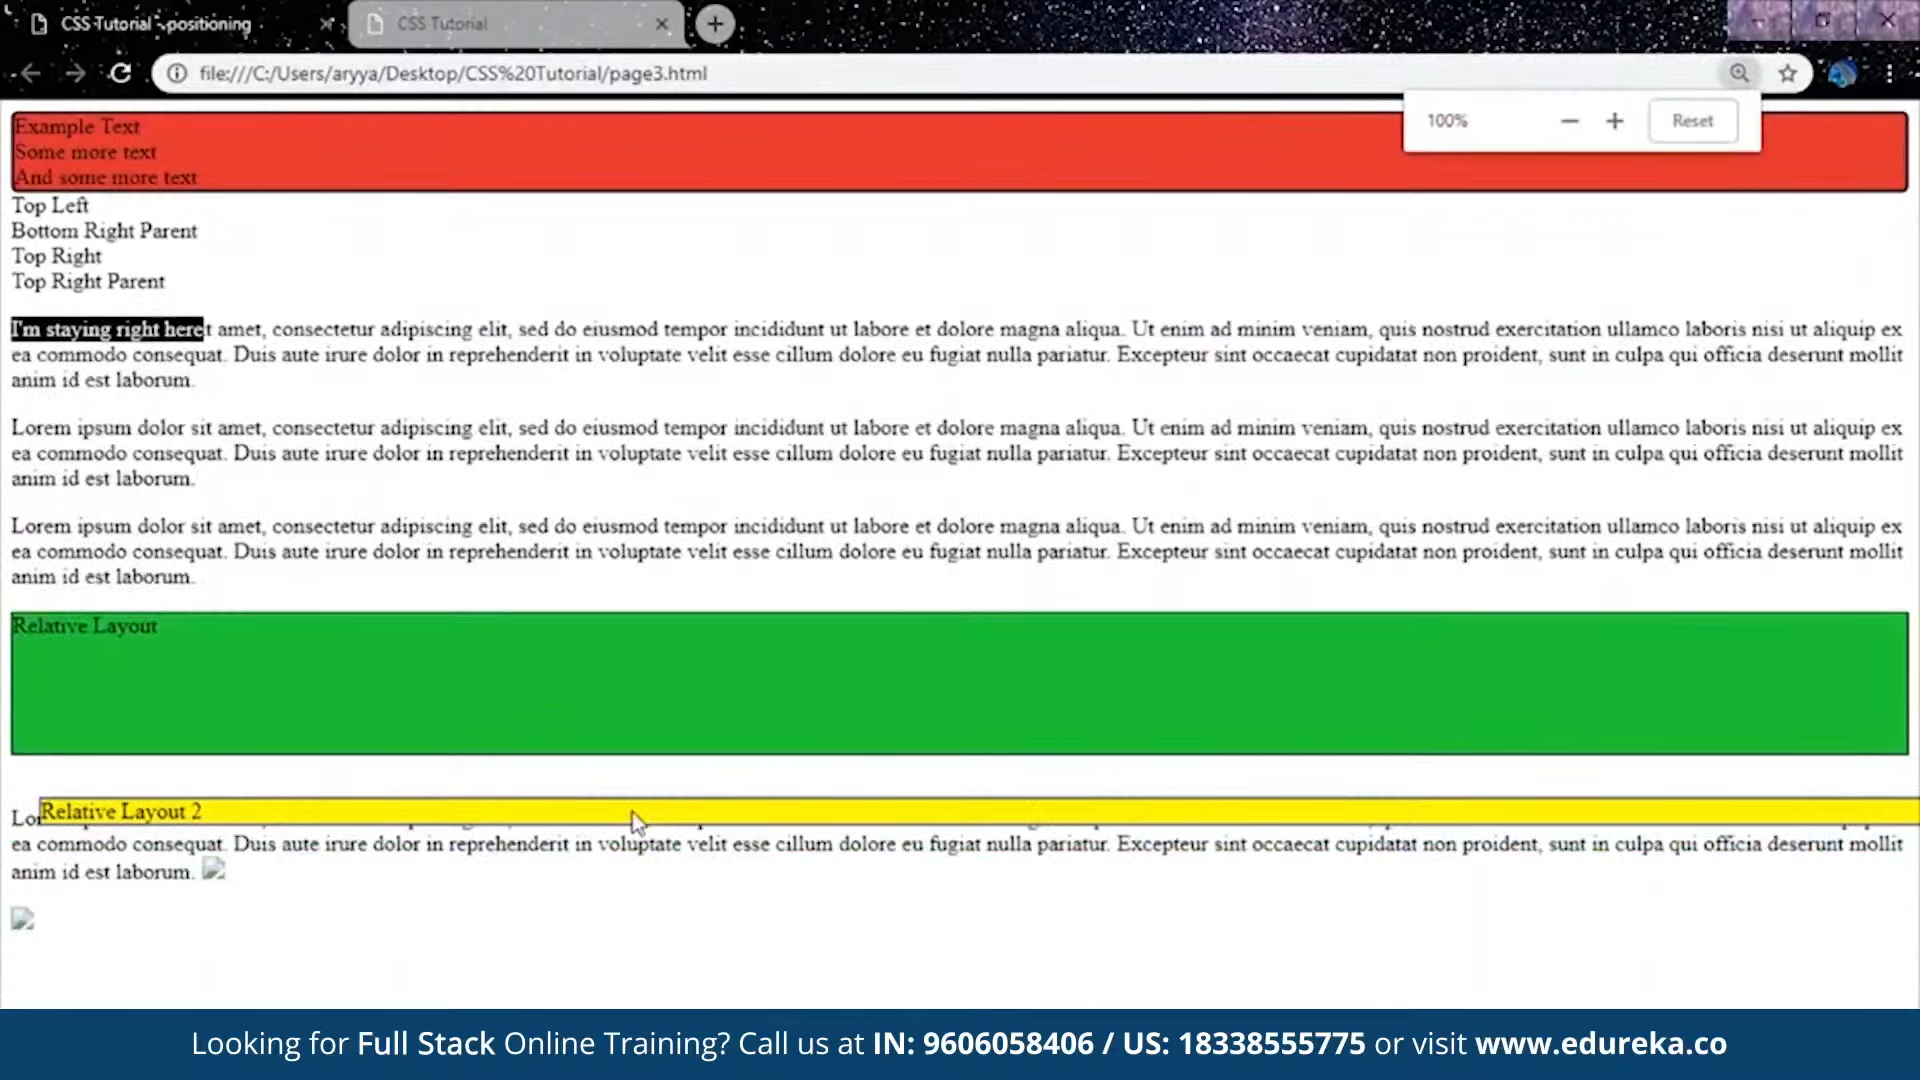 CSS Tutorial - positioning
CSS Tutorial
file:///C:/Users/aryya/Desktop/CSS%20Tutorial/page3.html
100%
Reset
Example Text
Some more text
And some more text
Top Left
Bottom Right Parent
Top Right
Top Right Parent
I'm staying right here t amet, consectetur adipiscing elit, sed do eiusmod tempor incididunt ut labore et dolore magna aliqua. Ut enim ad minim veniam, quis nostrud exercitation ullamco laboris nisi ut aliquip ex
ea commodo consequat. Duis aute irure dolor in reprehenderit in voluptate velit esse cillum dolore eu fugiat nulla pariatur. Excepteur sint occaecat cupidatat non proident, sunt in culpa qui officia deserunt mollit
anim id est laborum.
Lorem ipsum dolor sit amet, consectetur adipiscing elit, sed do eiusmod tempor incididunt ut labore et dolore magna aliqua. Ut enim ad minim veniam, quis nostrud exercitation ullamco laboris nisi ut aliquip ex
ea commodo consequat. Duis aute irure dolor in reprehenderit in voluptate velit esse cillum dolore eu fugiat nulla pariatur. Excepteur sint occaecat cupidatat non proident, sunt in culpa qui officia deserunt mollit
anim id est laborum.
Lorem ipsum dolor sit amet, consectetur adipiscing elit, sed do eiusmod tempor incididunt ut labore et dolore magna aliqua. Ut enim ad minim veniam, quis nostrud exercitation ullamco laboris nisi ut aliquip ex
ea commodo consequat. Duis aute irure dolor in reprehenderit in voluptate velit esse cillum dolore eu fugiat nulla pariatur. Excepteur sint occaecat cupidatat non proident, sunt in culpa qui officia deserunt mollit
anim id est laborum.
Relative Layout
Lo Relative Layout 2
ea commodo consequat. Duis aute irure dolor in reprehenderit in voluptate velit esse cillum dolore eu fugiat nulla pariatur. Excepteur sint occaecat cupidatat non proident, sunt in culpa qui officia deserunt mollit
anim id est laborum.
Looking for Full Stack Online Training? Call us at IN: 9606058406 / US: 18338555775 or visit www.edureka.co